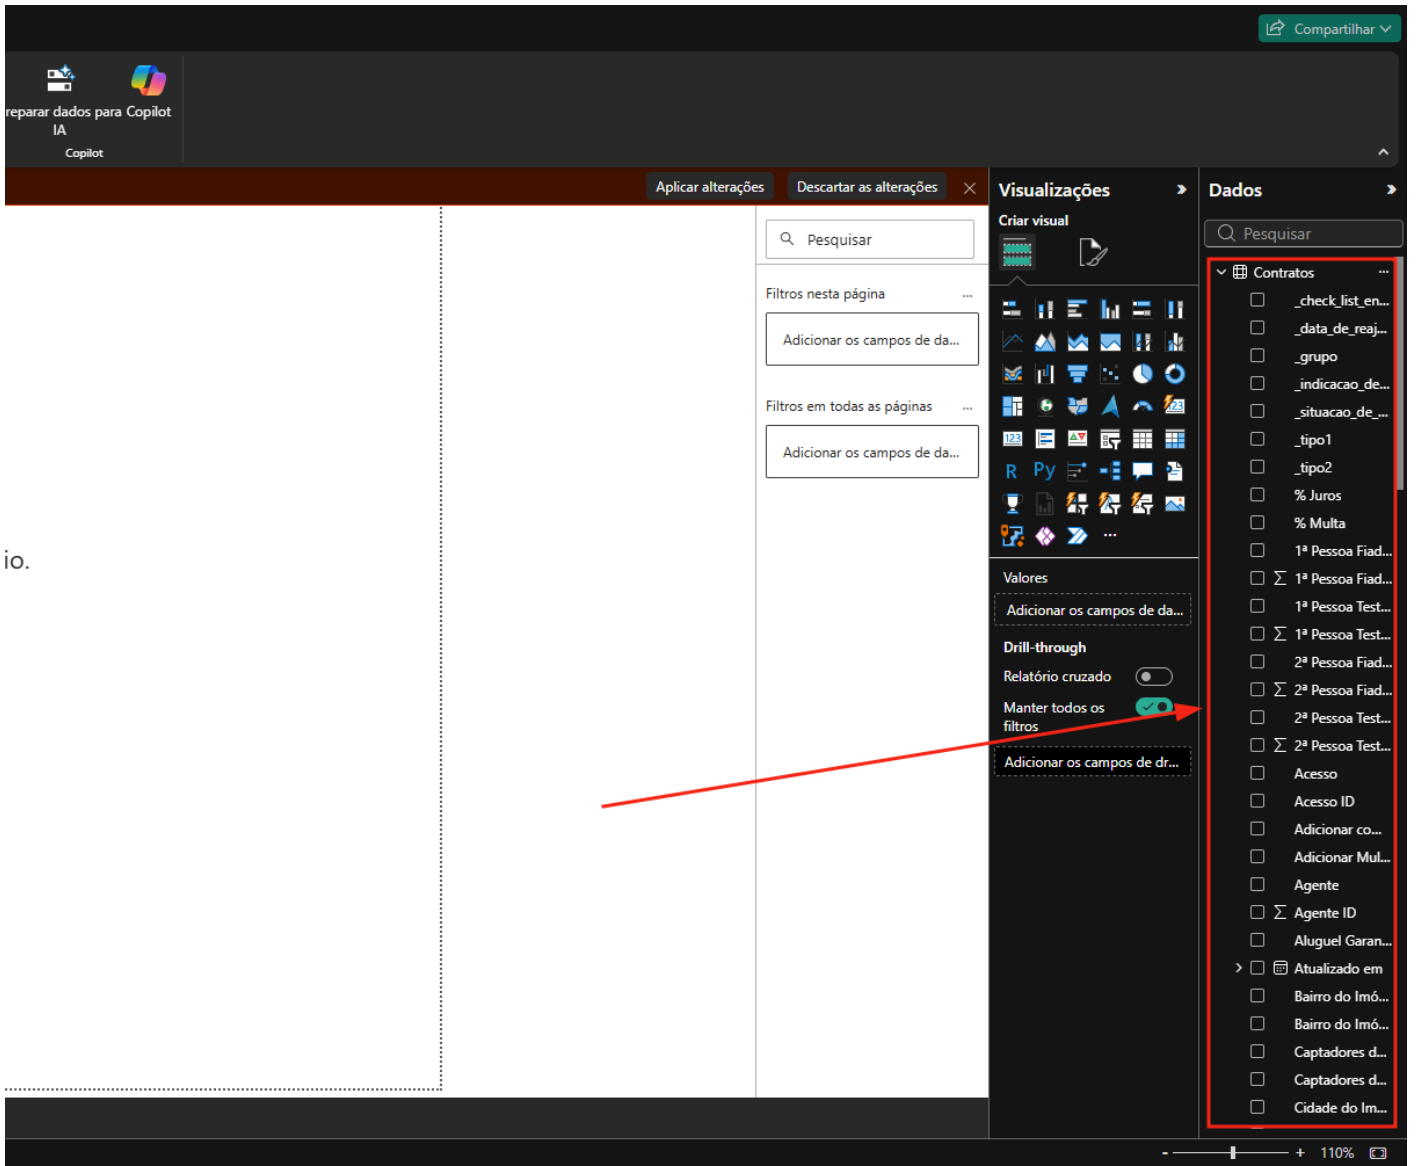 Compartilhar
reparar dados para
IA
Copilot
Copilot
Aplicar alterações
Descartar as alterações
Pesquisar
Filtros nesta página
...
Adicionar os campos de da...
Filtros em todas as páginas
...
Adicionar os campos de da...
io.
Visualizações
Criar visual
123
123
R
Py
...
Valores
Adicionar os campos de da...
Drill-through
Relatório cruzado
Manter todos os
filtros
Adicionar os campos de dr...
Dados
Pesquisar
Contratos
...
_check_list_en...
_data_de_reaj...
_grupo
_indicacao_de...
_situacao_de_...
_tipo1
_tipo2
% Juros
% Multa
1ª Pessoa Fiad...
∑ 1ª Pessoa Fiad...
1ª Pessoa Test...
∑ 1ª Pessoa Test...
2ª Pessoa Fiad...
∑ 2ª Pessoa Fiad...
2ª Pessoa Test...
∑ 2ª Pessoa Test...
Acesso
Acesso ID
Adicionar co...
Adicionar Mul...
Agente
∑ Agente ID
Aluguel Garan...
Atualizado em
Bairro do Imó...
Bairro do Imó...
Captadores d...
Captadores d...
Cidade do Im...
- + 110%